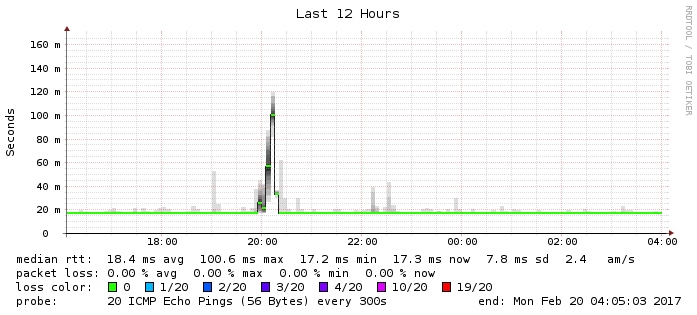 Last 12 Hours
RRDTOOL / TOBI OETIKER
Seconds
160 m
140 m
120 m
100 m
80 m
60 m
40 m
20 m
0
18:00 20:00 22:00 00:00 02:00 04:00
median rtt: 18.4 ms avg 100.6 ms max 17.2 ms min 17.3 ms now 7.8 ms sd 2.4 am/s
packet loss: 0.00 % avg 0.00 % max 0.00 % min 0.00 % now
loss color: 0 1/20 2/20 3/20 4/20 10/20 19/20
probe: 20 ICMP Echo Pings (56 Bytes) every 300s end: Mon Feb 20 04:05:03 2017